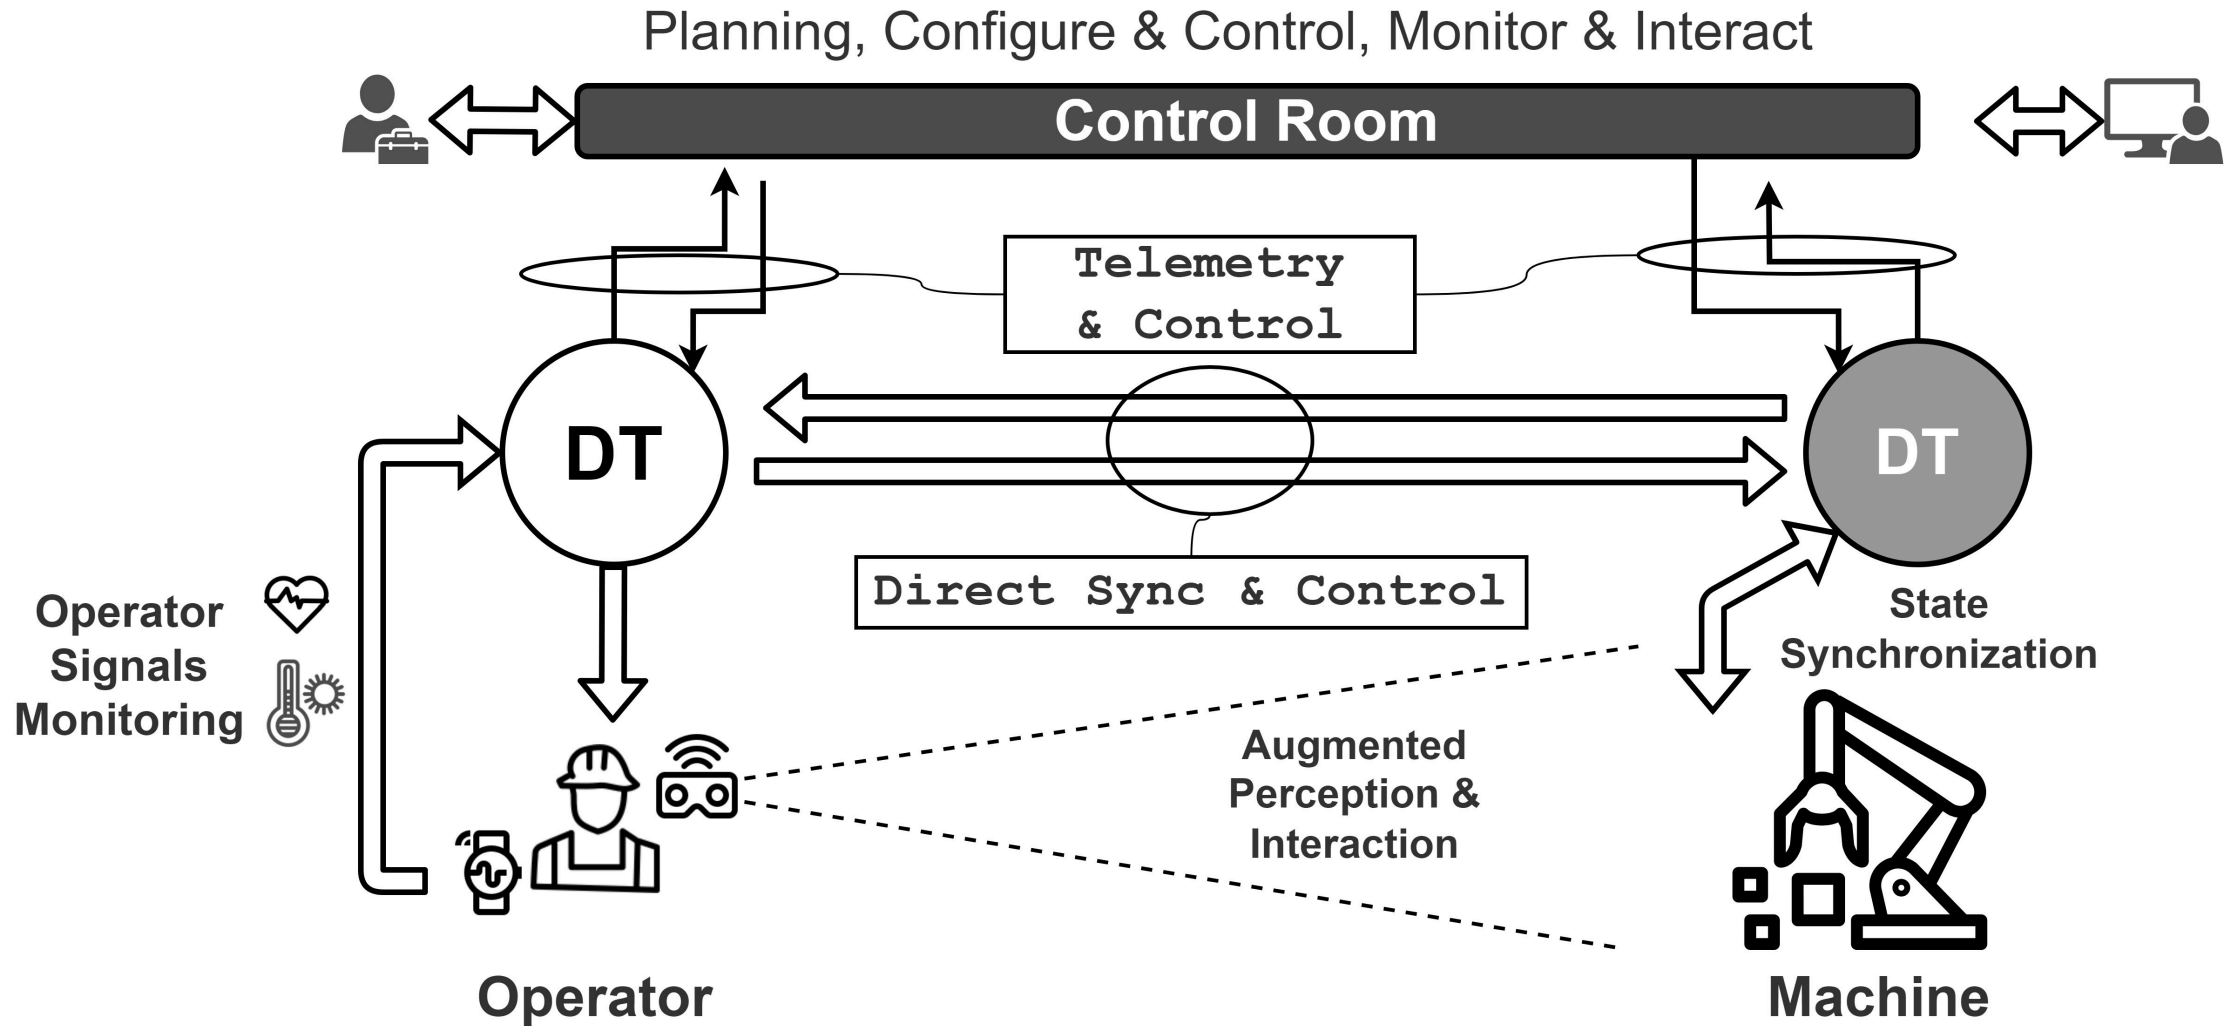 Planning, Configure & Control, Monitor & Interact
Control Room
Telemetry
& Control
DT
DT
Direct Sync & Control
Operator
Signals
Monitoring
State
Synchronization
Augmented
Perception &
Interaction
Operator
Machine